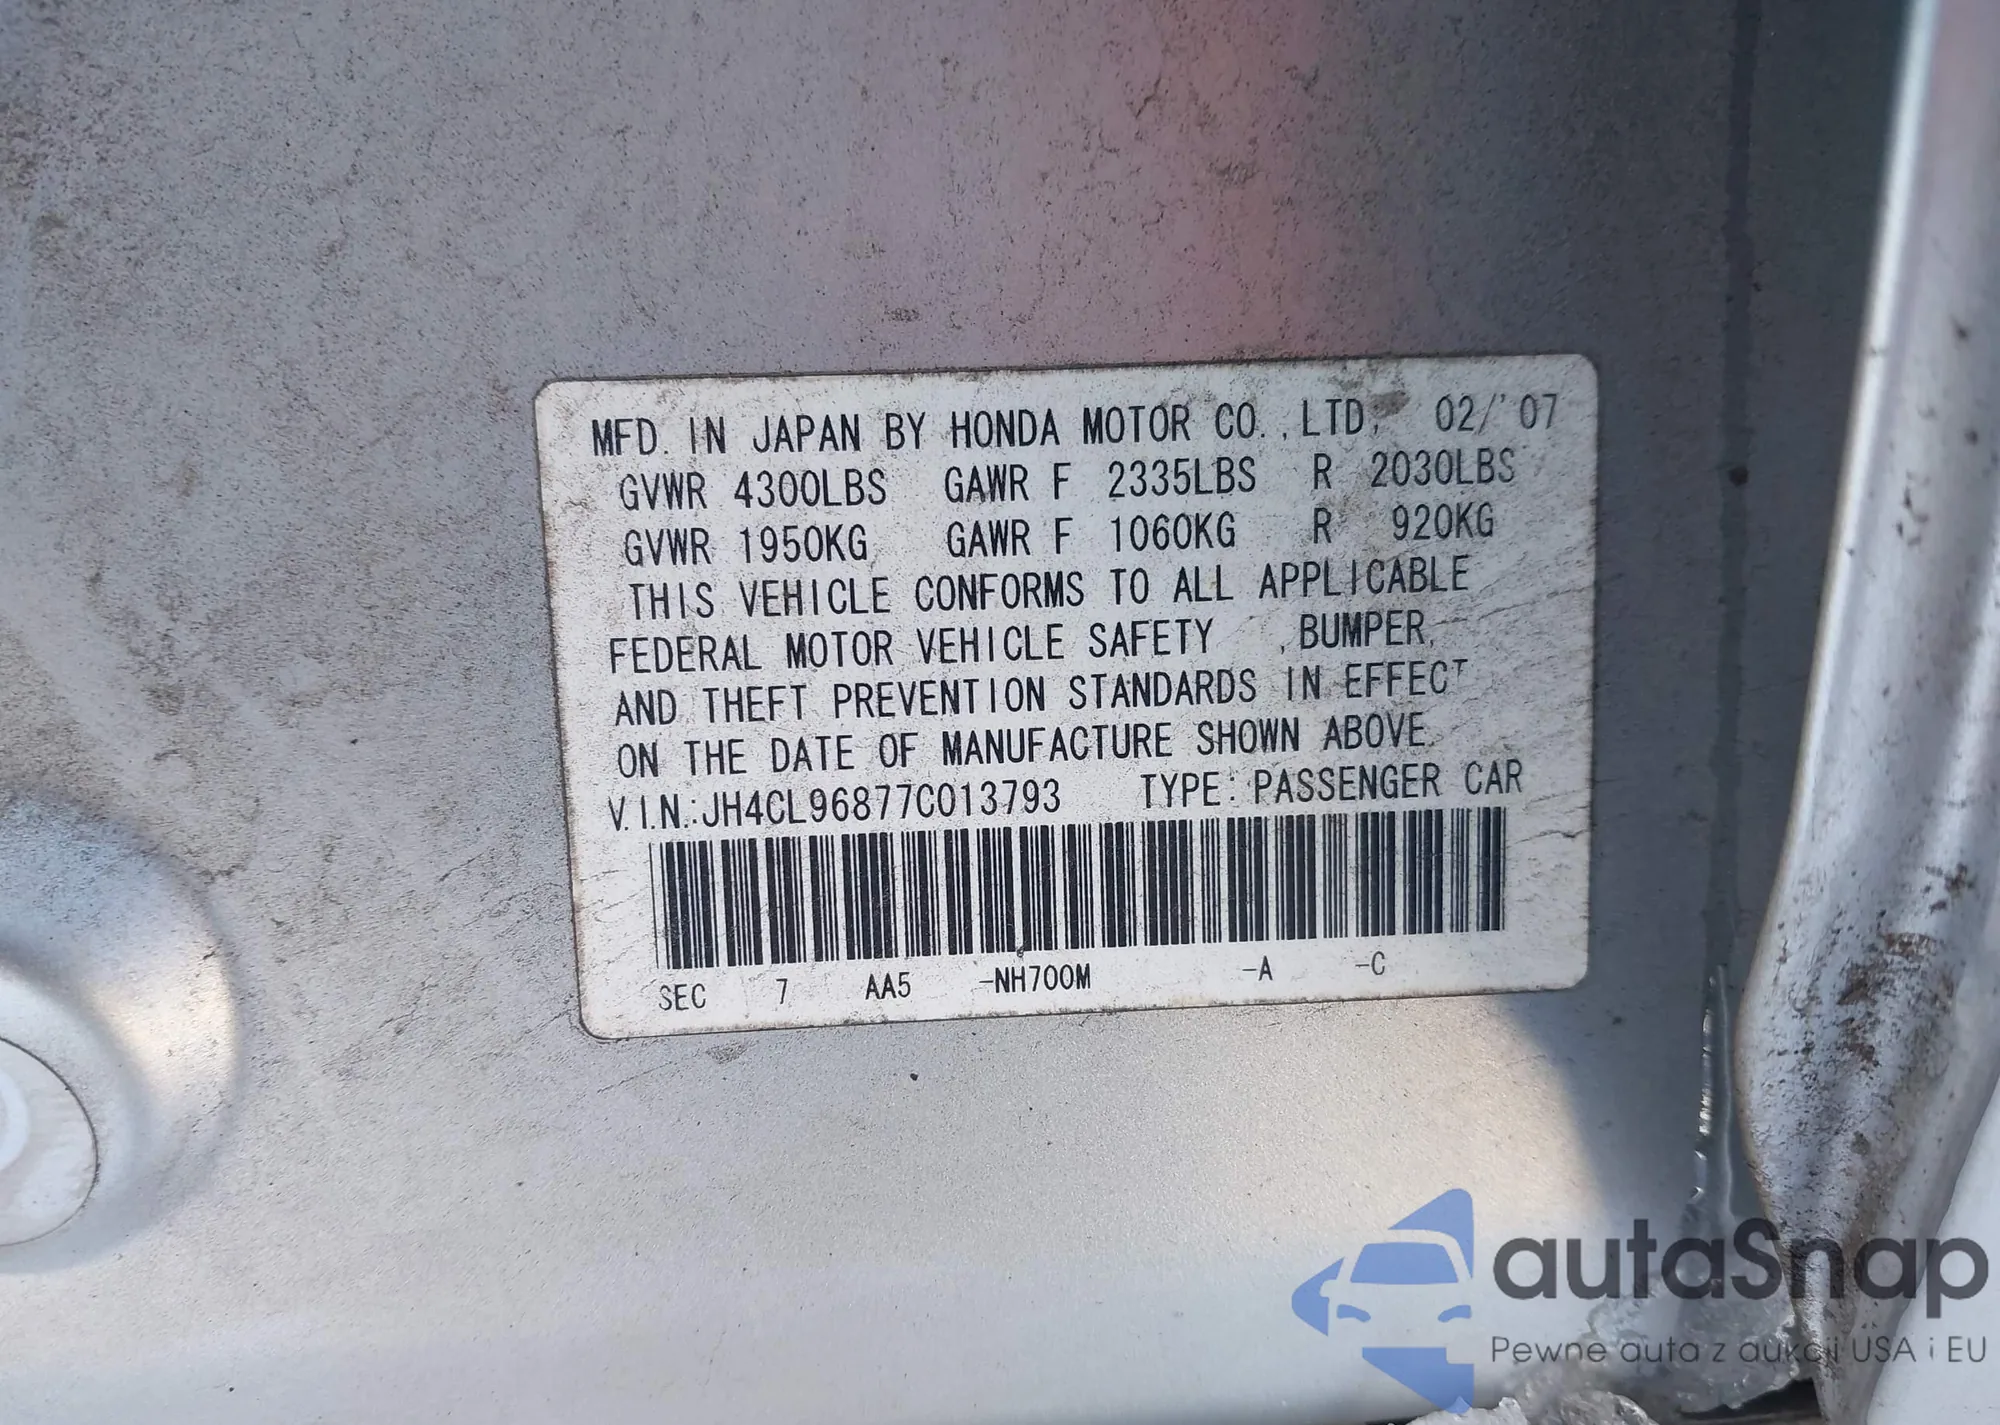 MFD. IN JAPAN BY HONDA MOTOR CO., LTD. 02/'07
GVWR 4300LBS GAWR F 2335LBS R 2030LBS
GVWR 1950KG GAWR F 1060KG R 920KG
THIS VEHICLE CONFORMS TO ALL APPLICABLE
FEDERAL MOTOR VEHICLE SAFETY , BUMPER,
AND THEFT PREVENTION STANDARDS IN EFFECT
ON THE DATE OF MANUFACTURE SHOWN ABOVE.
V.I.N.:JH4CL96877C013793 TYPE: PASSENGER CAR
SEC 7 AA5 -NH700M -A -C
autaSnap
Pewne auta z aukcji USA i EU